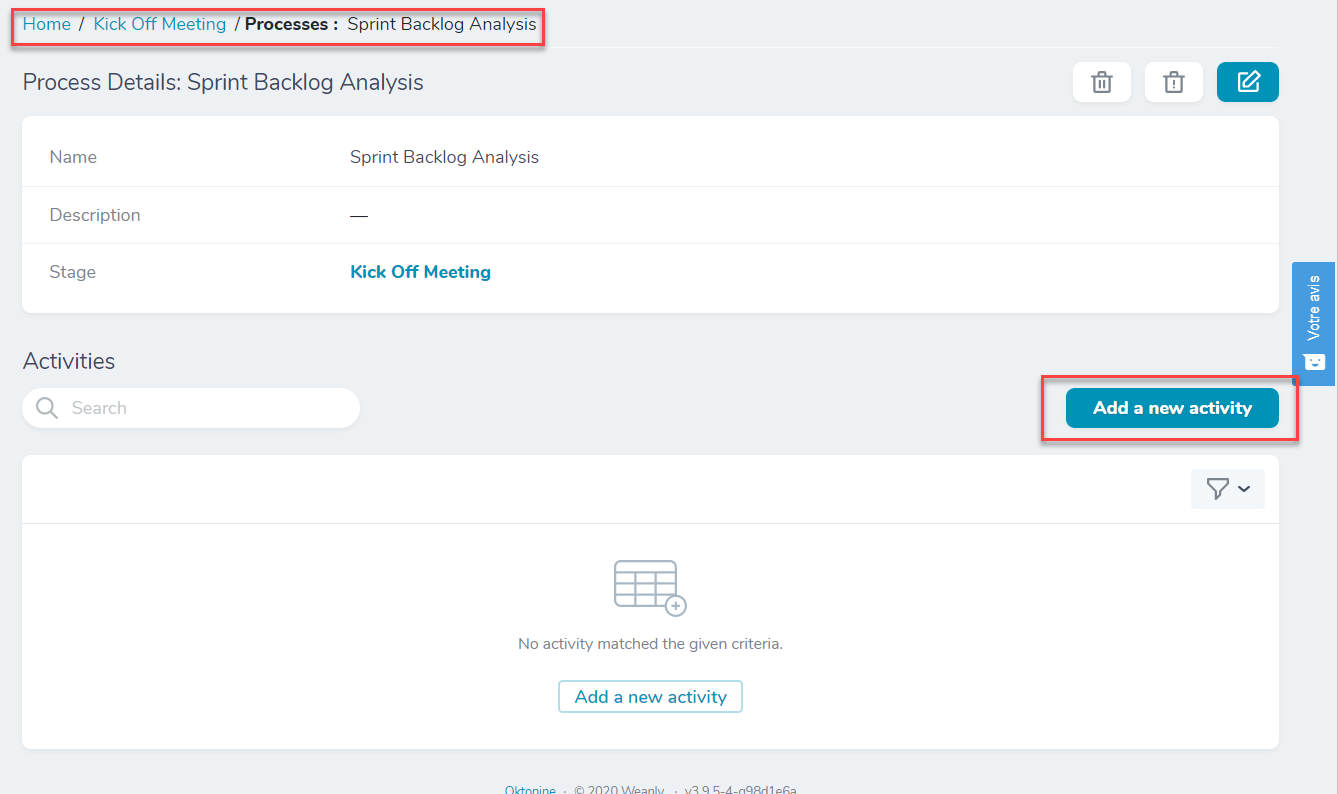 Home / Kick Off Meeting / Processes : Sprint Backlog Analysis
Process Details: Sprint Backlog Analysis
Name Sprint Backlog Analysis
Description —
Stage Kick Off Meeting
Votre avis
Activities
Search
Add a new activity
No activity matched the given criteria.
Add a new activity
Oktonine · © 2020 Weanly · v3.9.5-4-g98d1e6a